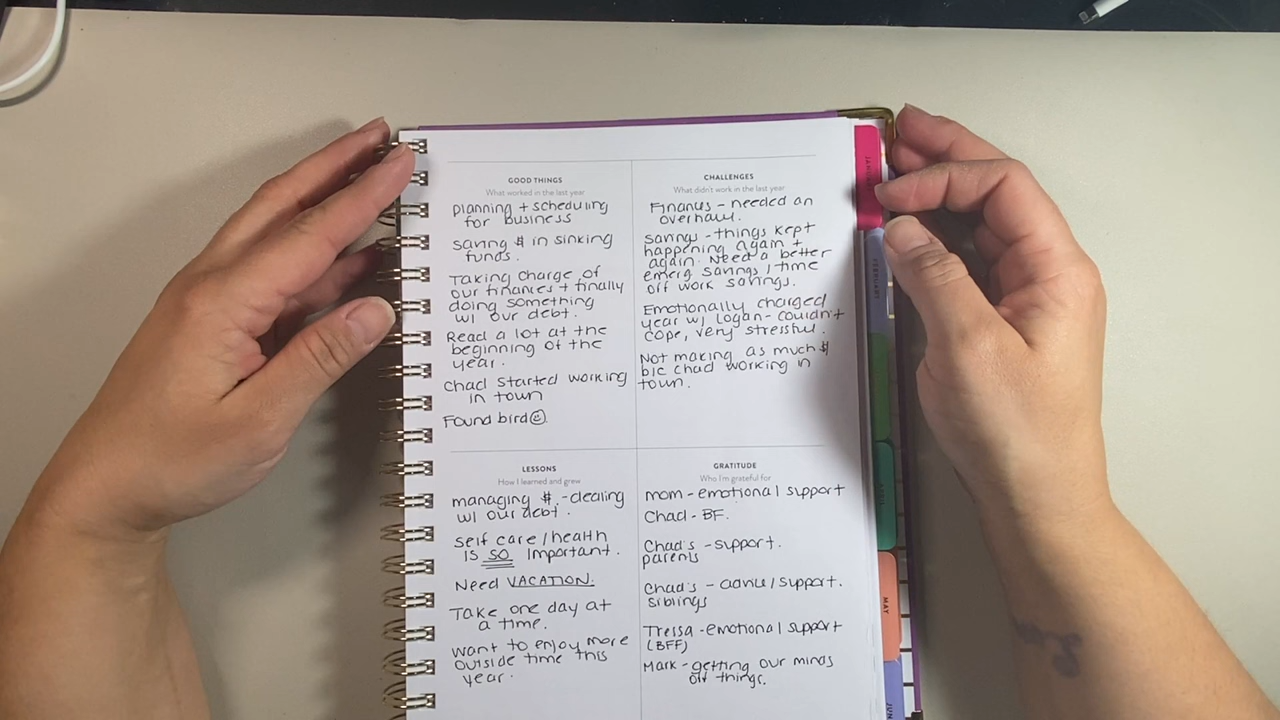 GOOD THINGS
What worked in the last year
planning + scheduling
for business
saving $ in sinking
funds.
Taking charge of
our finances + finally
doing something
w/ our debt.
Read a lot at the
beginning of the
year.
Chad started working
in town
Found bird☺
CHALLENGES
What didn't work in the last year
Finances - needed an
overhaul.
Savings - things kept
happening again +
again. Need a better
emerg savings / time
off work savings.
Emotionally charged
year w/ Logan - couldn't
cope, very stressful.
Not making as much $
b/c Chad working in
town.
LESSONS
How I learned and grew
managing $. - dealing
w/ our debt.
self care / health
is so important.
Need VACATION.
Take one day at
a time.
want to enjoy more
outside time this
year.
GRATITUDE
Who I'm grateful for
mom - emotional support
Chad - BF.
Chad's - support.
parents
Chad's - advice / support.
siblings
Tressa - emotional support
(BFF)
Mark - getting our minds
off things.
FEBRUARY
APRIL
MAY
JUN